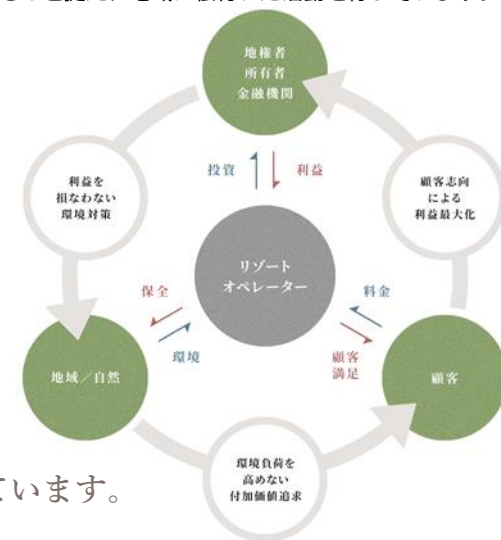 地権者
所有者
金融機関
投資
利益
利益を
損なわない
環境対策
顧客志向
による
利益最大化
リゾート
オペレーター
保全
環境
料金
顧客
満足
地域／自然
顧客
環境負荷を
高めない
付加価値追求
ています。